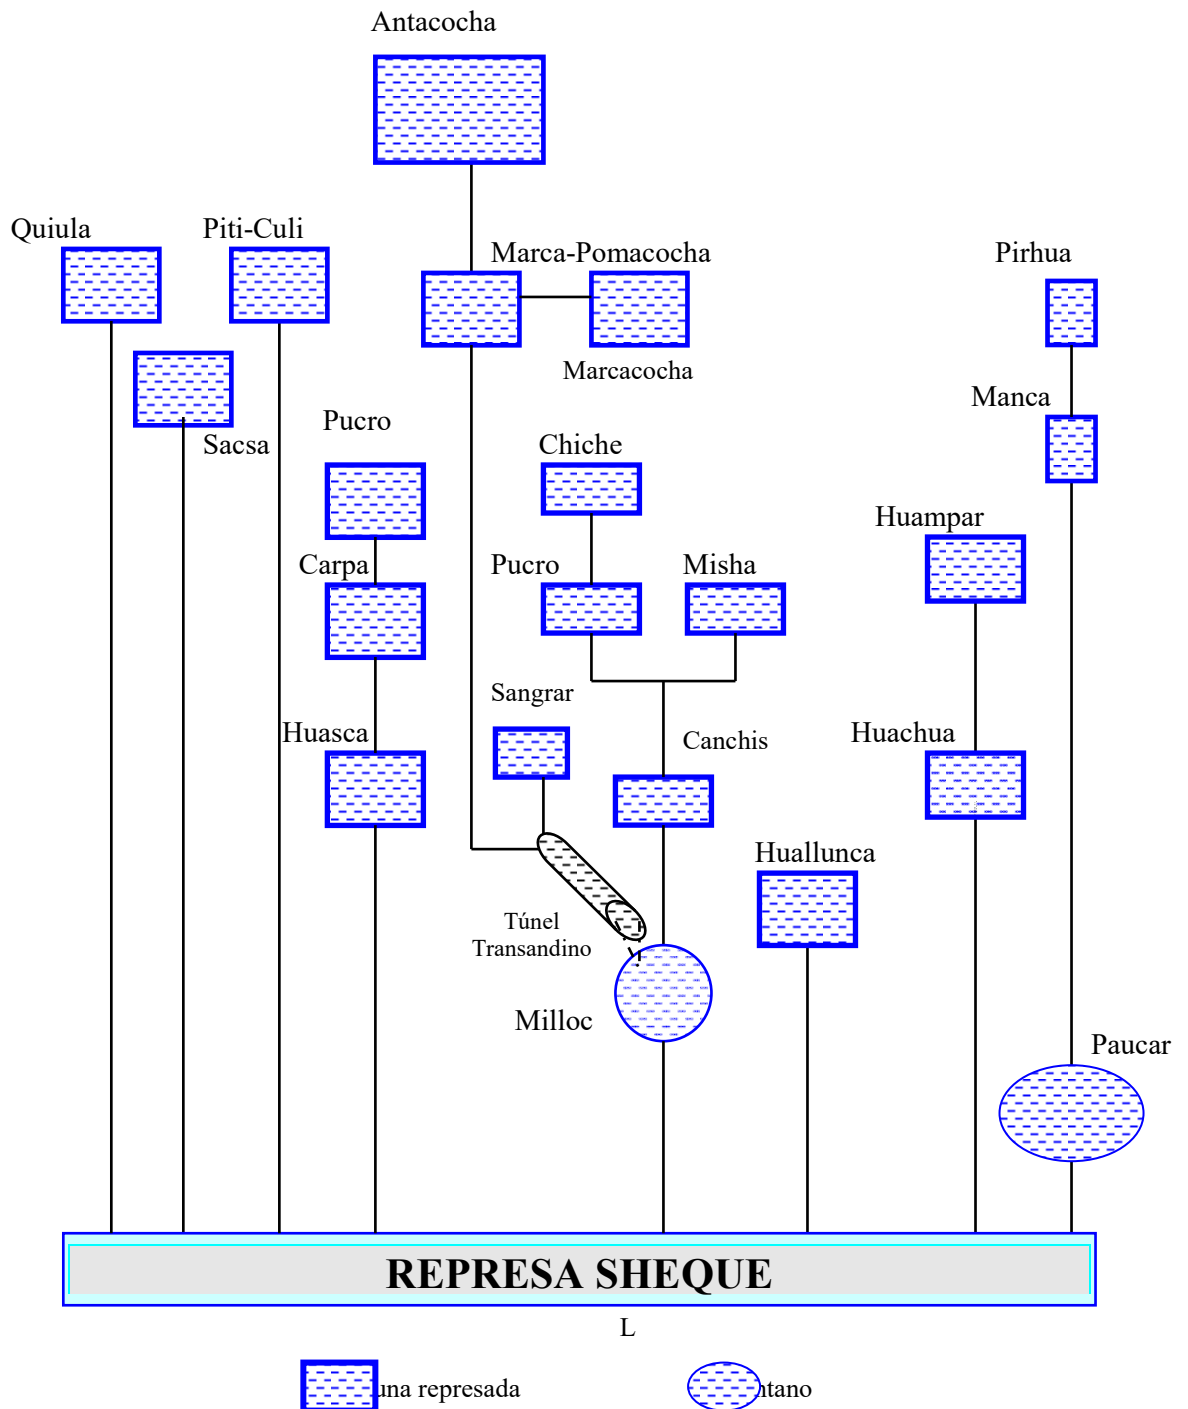 Antacocha
Quiula
Piti-Culi
Marca-Pomacocha
Pirhua
Marcacocha
Manca
Pucro
Sacsa
Chiche
Huampar
Carpa
Pucro
Misha
Sangrar
Huasca
Canchis
Huachua
Huallunca
Túnel
Transandino
Milloc
Paucar
REPRESA SHEQUE
L
una represada
ntano